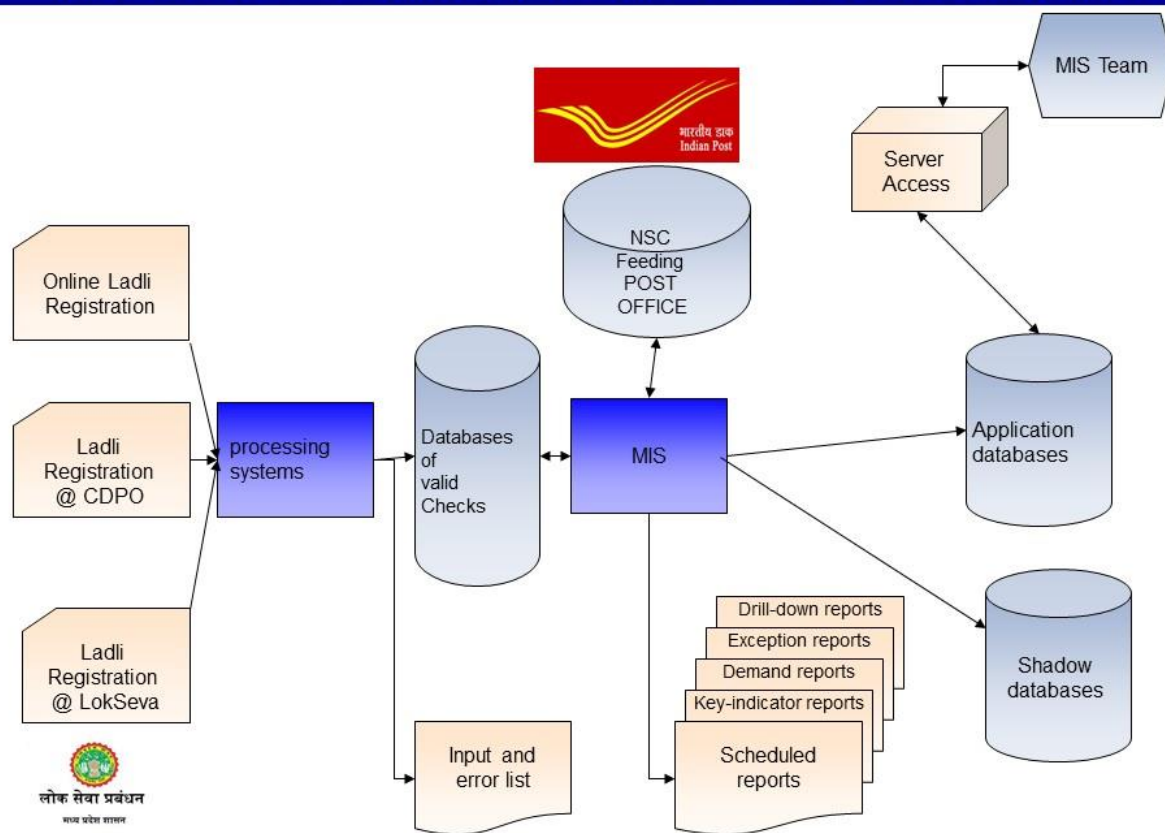 MIS Team
भारतीय डाक
Indian Post
Server
Access
NSC
Feeding
POST
OFFICE
Online Ladli
Registration
Ladli
Registration
@ CDPO
processing
systems
Databases
of
valid
Checks
MIS
Application
databases
Ladli
Registration
@ LokSeva
Drill-down reports
Exception reports
Demand reports
Key-indicator reports
Scheduled
reports
Shadow
databases
Input and
error list
लोक सेवा प्रबंधन
मध्य प्रदेश शासन